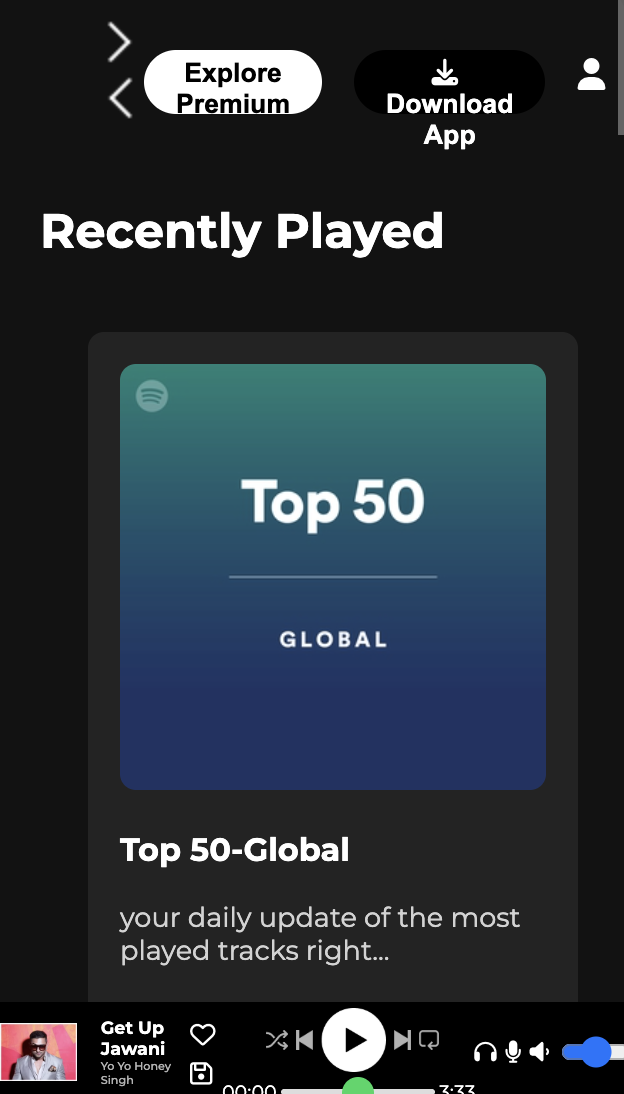 Explore
Premium
Download
App
Recently Played
Top 50
GLOBAL
Top 50-Global
your daily update of the most
played tracks right...
Get Up
Jawani
Yo Yo Honey
Singh
00:00
3:33